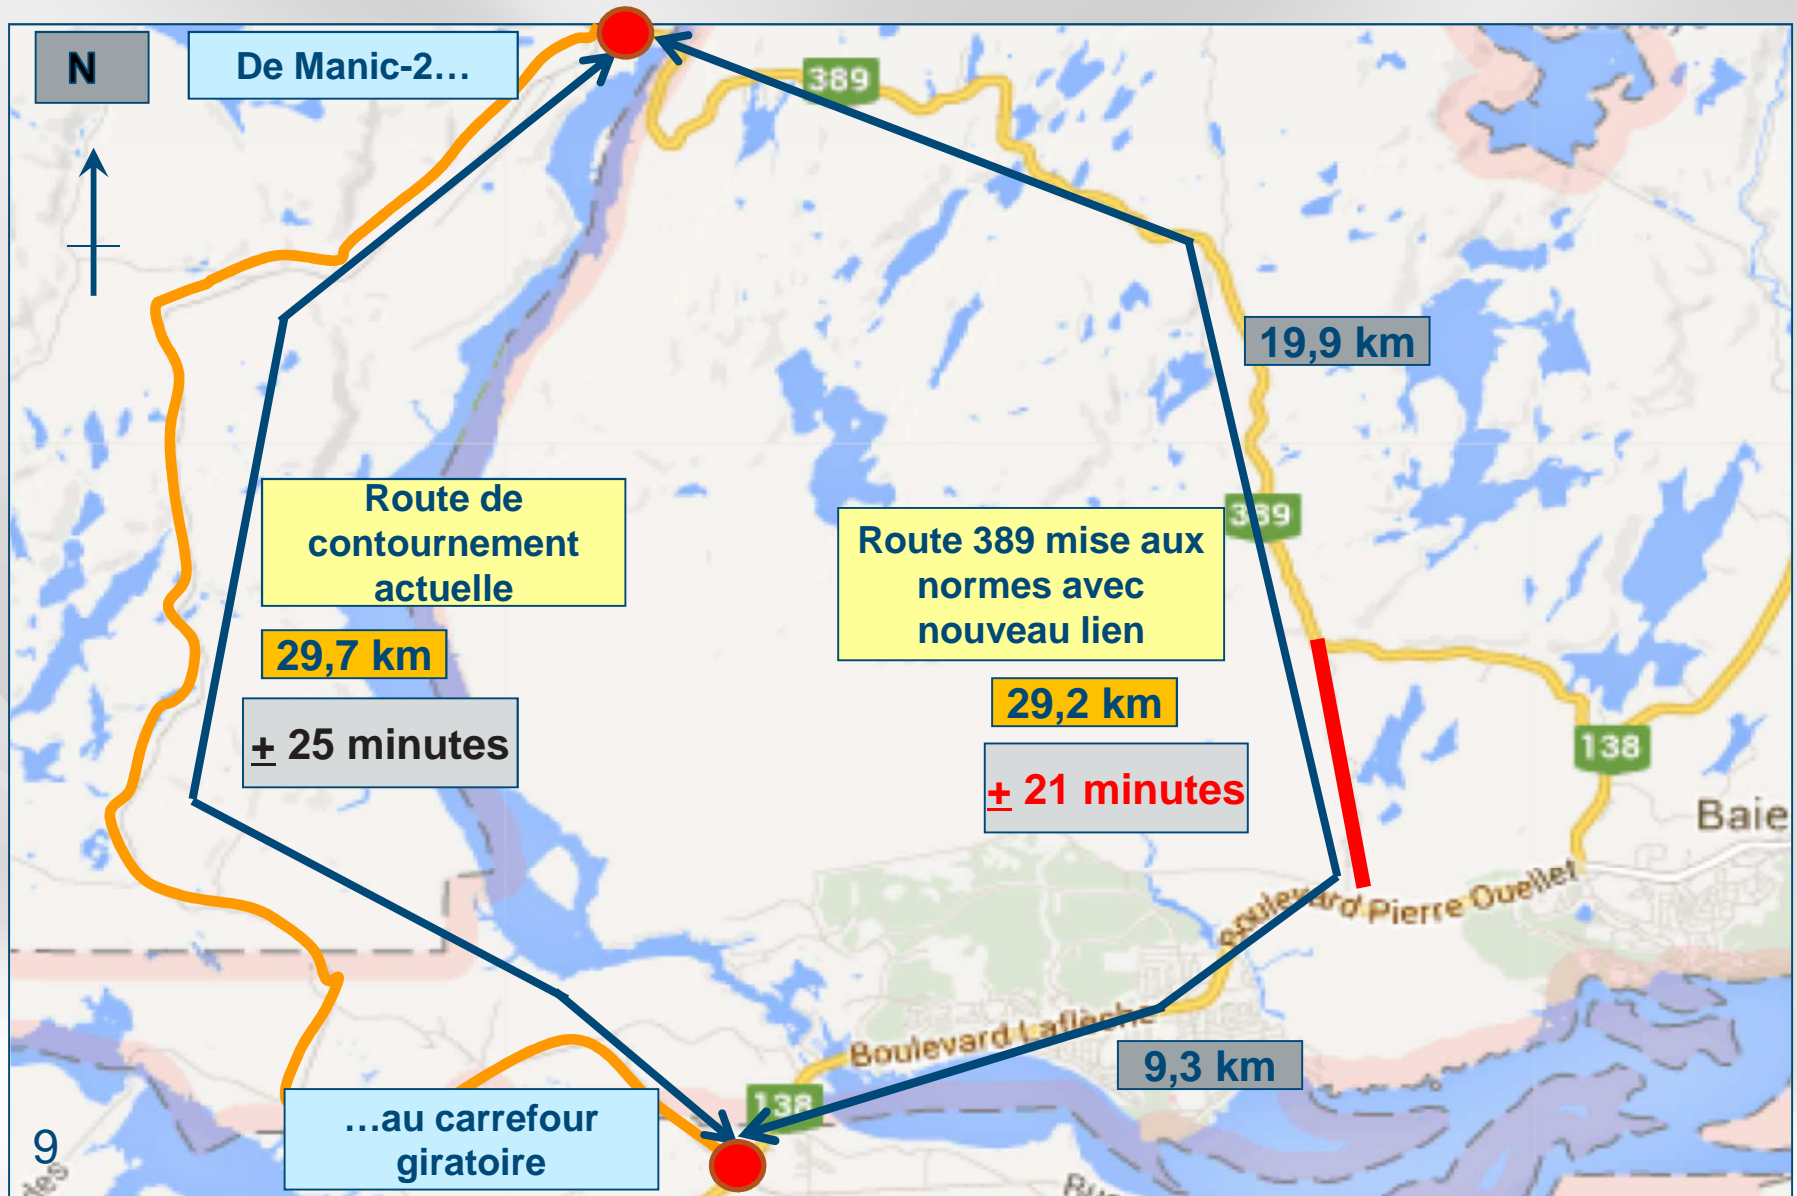 N
De Manic-2…
389
19,9 km
Route de
contournement
actuelle
29,7 km
± 25 minutes
389
Route 389 mise aux
normes avec
nouveau lien
29,2 km
± 21 minutes
138
Baie
Boulevard Pierre Ouellet
Boulevard Laflèche
9,3 km
138
…au carrefour
giratoire
9